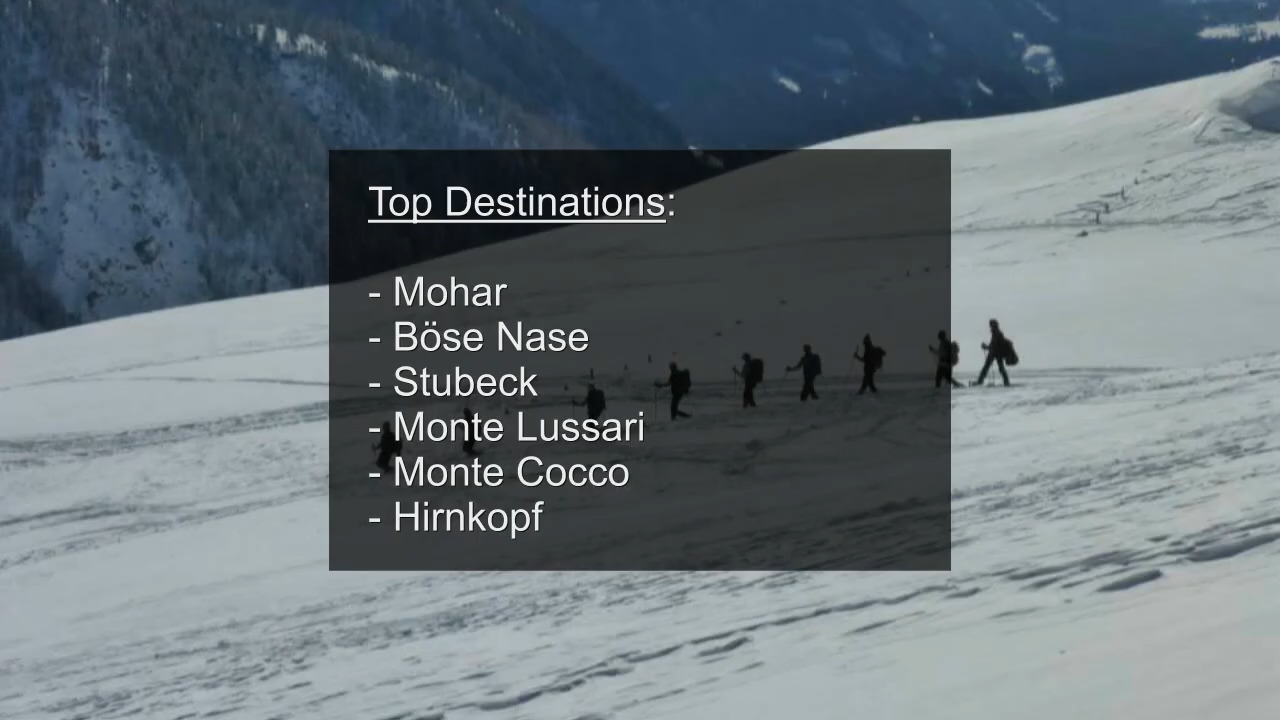 Top Destinations:
- Mohar
- Böse Nase
- Stubeck
- Monte Lussari
- Monte Cocco
- Hirnkopf